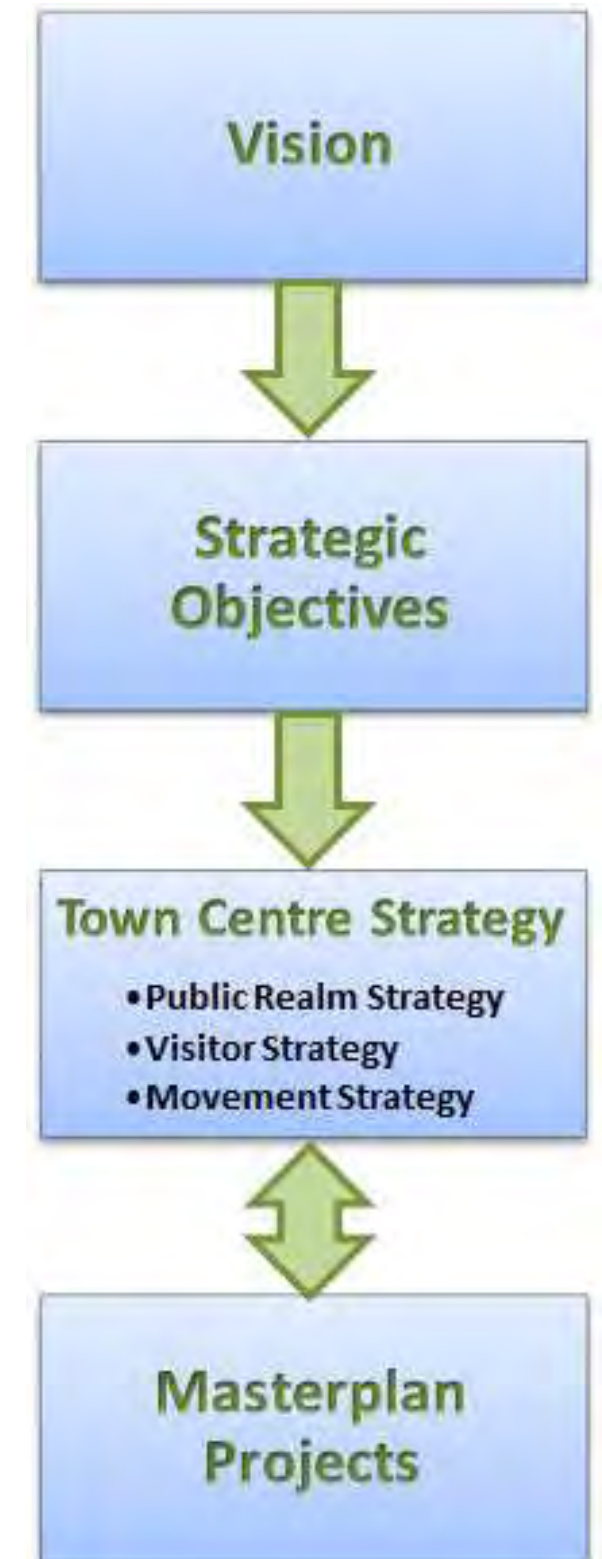 Vision
Strategic
Objectives
Town Centre Strategy
•Public Realm Strategy
•Visitor Strategy
•Movement Strategy
Masterplan
Projects